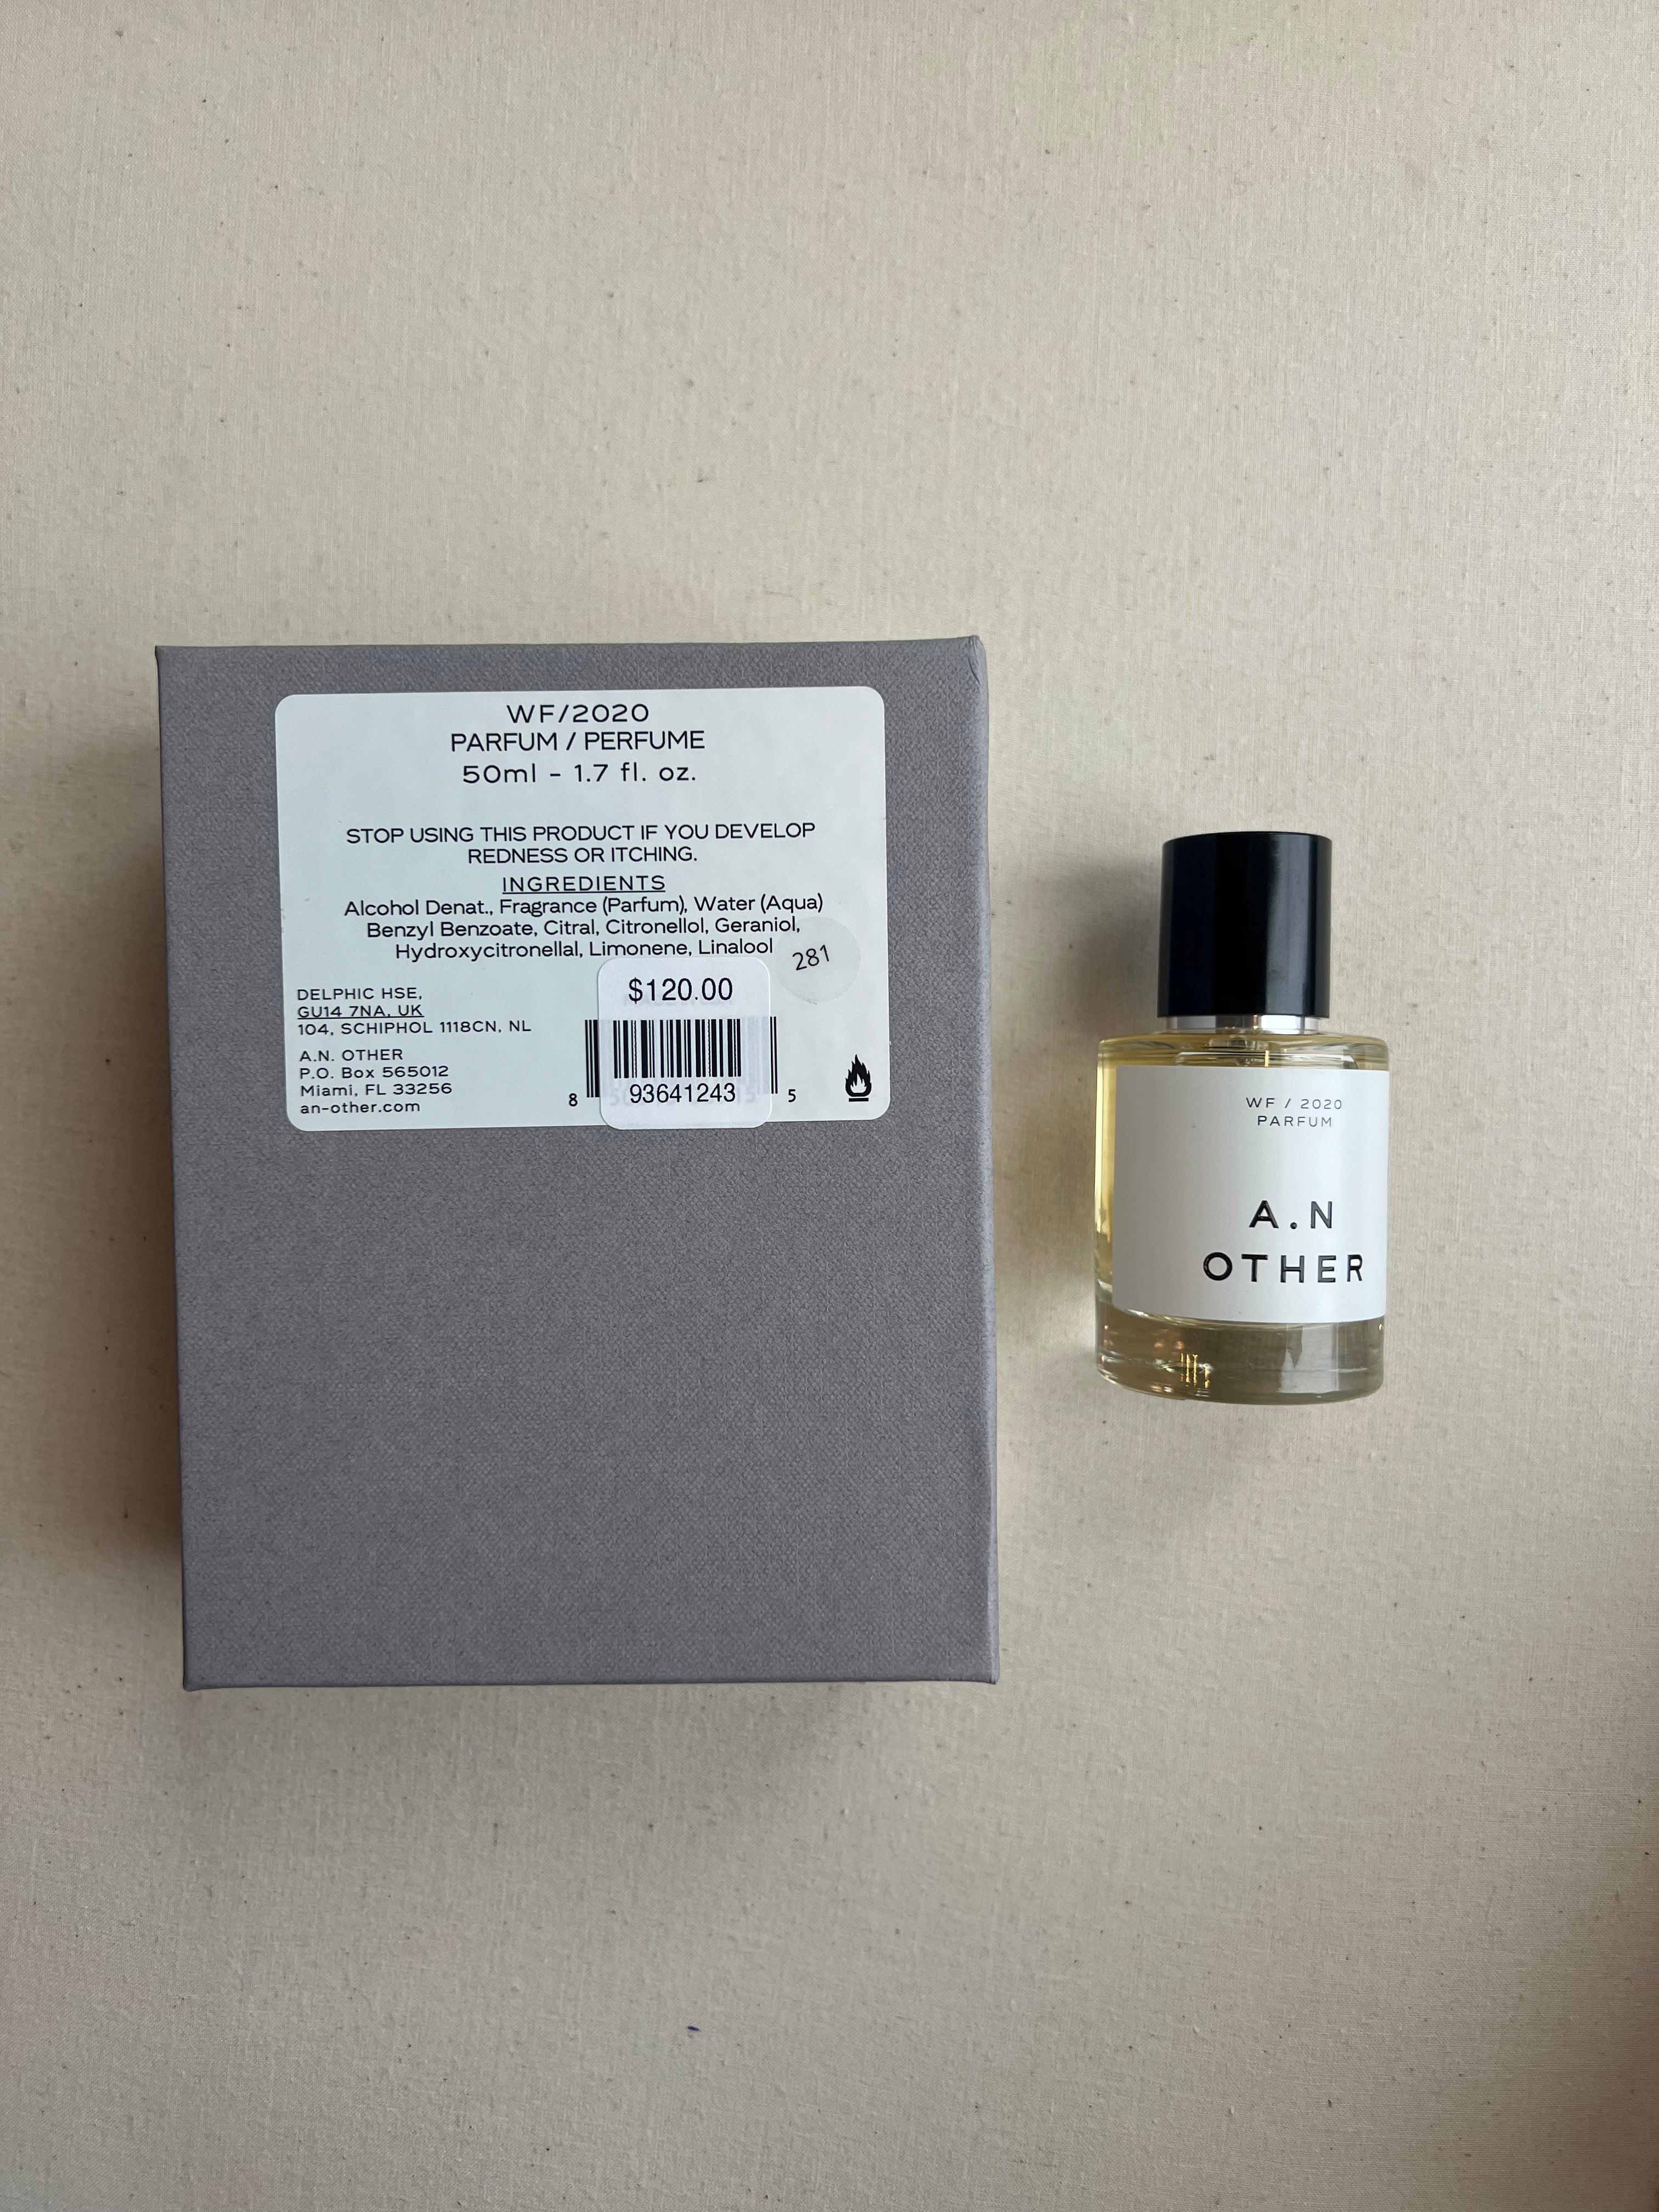 WF/2020
PARFUM / PERFUME
50ml - 1.7 fl. oz.
STOP USING THIS PRODUCT IF YOU DEVELOP
REDNESS OR ITCHING.
INGREDIENTS
Alcohol Denat., Fragrance (Parfum), Water (Aqua)
Benzyl Benzoate, Citral, Citronellol, Geraniol,
Hydroxycitronellal, Limonene, Linalool
281
DELPHIC HSE,
GU14 7NA, UK
104, SCHIPHOL 1118CN, NL
A.N. OTHER
P.O. Box 565012
Miami, FL 33256
an-other.com
$120.00
8 5
93641243
WF / 2020
PARFUM
A.N
OTHER